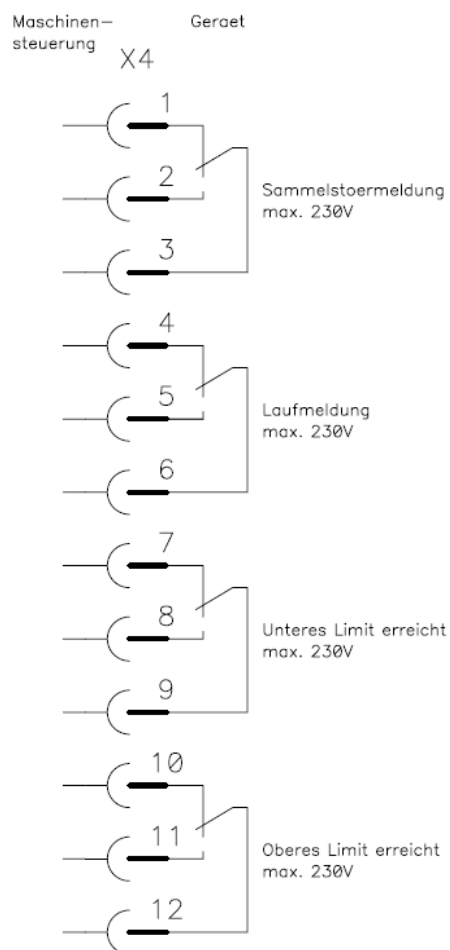 Maschinen-
steuerung
Geraet
X4
1
2
3
Sammelstoermeldung
max. 230V
4
5
6
Laufmeldung
max. 230V
7
8
9
Unteres Limit erreicht
max. 230V
10
11
12
Oberes Limit erreicht
max. 230V